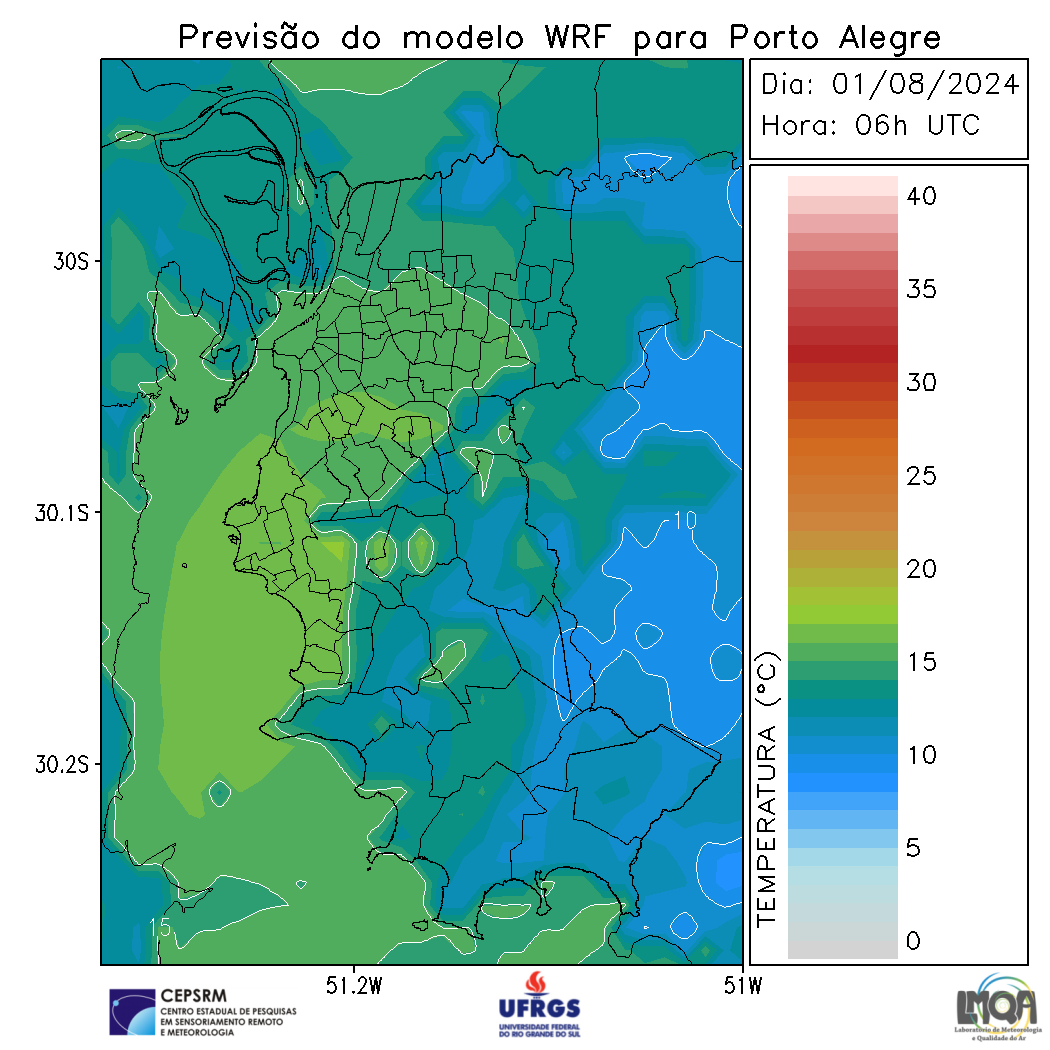 Previsão do modelo WRF para Porto Alegre
Dia: 01/08/2024
Hora: 06h UTC
40
35
30
25
20
15
10
5
0
TEMPERATURA (°C)
30S
30.1S
30.2S
10
15
51.2W
51W
CEPSRM
CENTRO ESTADUAL DE PESQUISAS
EM SENSORIAMENTO REMOTO
E METEOROLOGIA
UFRGS
UNIVERSIDADE FEDERAL
DO RIO GRANDE DO SUL
LMQA
Laboratório de Meteorologia
e Qualidade do Ar